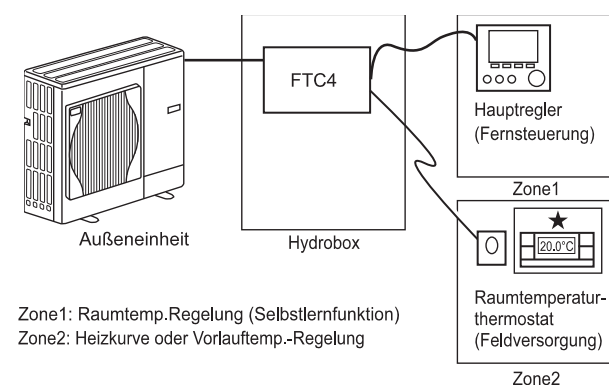 FTC4
Hauptregler
(Fernsteuerung)
Zone1
Außeneinheit
Hydrobox
20.0°C
Raumtemperatur-
thermostat
(Feldversorgung)
Zone2
Zone1: Raumtemp.Regelung (Selbstlernfunktion)
Zone2: Heizkurve oder Vorlauftemp.-Regelung